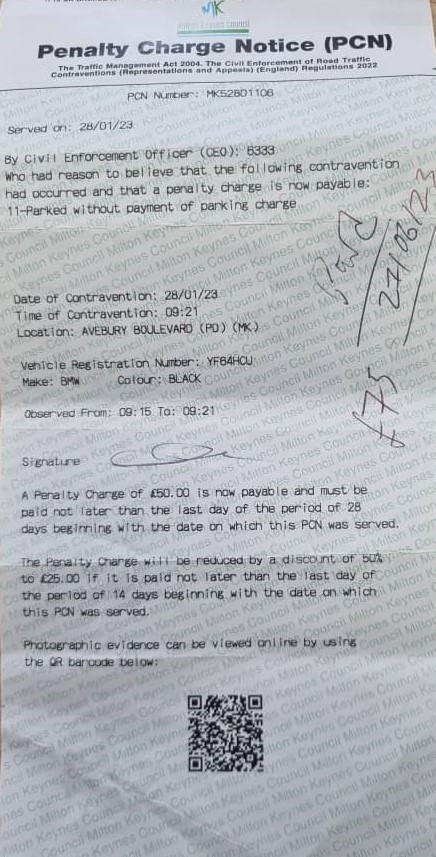 MK
milton keynes council
Penalty Charge Notice (PCN)
The Traffic Management Act 2004. The Civil Enforcement of Road Traffic
Contraventions (Representations and Appeals) (England) Regulations 2022
PCN Number: MK52801106
Served on: 28/01/23
By Civil Enforcement Officer (CEO): 6333
Who had reason to believe that the following contravention
had occurred and that a penalty charge is now payable:
11-Parked without payment of parking charge
Date of Contravention: 28/01/23
Time of Contravention: 09:21
Location: AVEBURY BOULEVARD (PD) (MK)
Vehicle Registration Number: YF64HCU
Make: BMW Colour: BLACK
Observed From: 09:15 To: 09:21
Signature
Paid
27/06/23
£75
A Penalty Charge of £50.00 is now payable and must be
paid not later than the last day of the period of 28
days beginning with the date on which this PCN was served.
The Penalty Charge will be reduced by a discount of 50%
to £25.00 if it is paid not later than the last day of
the period of 14 days beginning with the date on which
this PCN was served.
Photographic evidence can be viewed online by using
the QR barcode below: